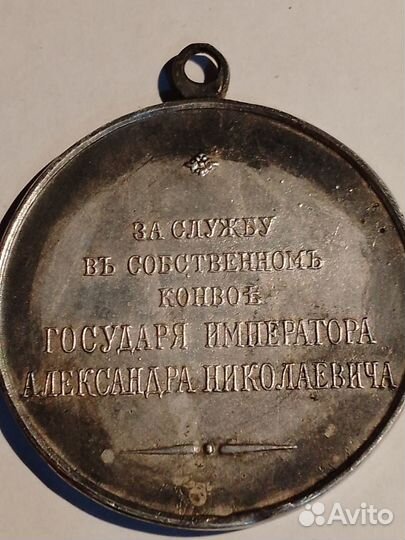 ЗА СЛУЖБУ
ВЪ СОБСТВЕННОМЪ
КОНВОѢ
ГОСУДАРЯ ИМПЕРАТОРА
АЛЕКСАНДРА НИКОЛАЕВИЧА
Avito